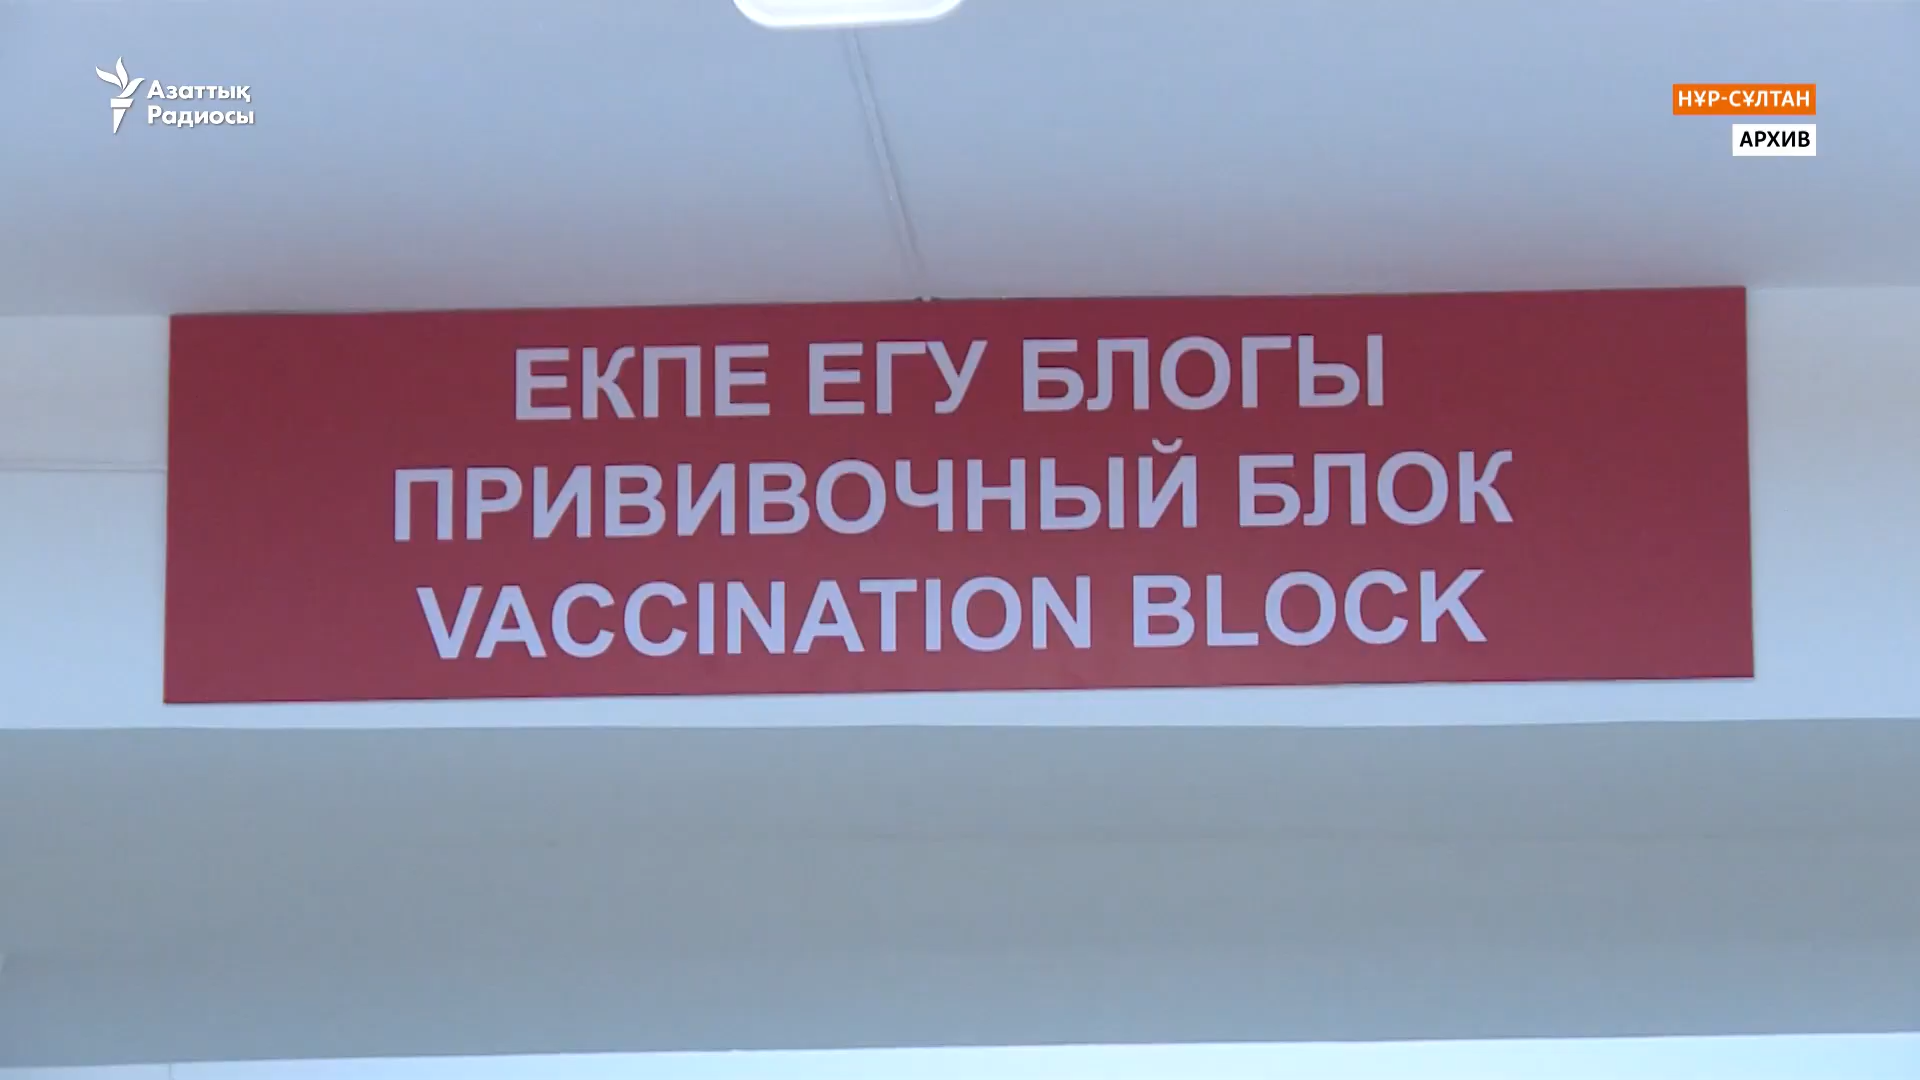 Азаттық
Радиосы
НҰР-СҰЛТАН
АРХИВ
ЕКПЕ ЕГУ БЛОГЫ
ПРИВИВОЧНЫЙ БЛОК
VACCINATION BLOCK